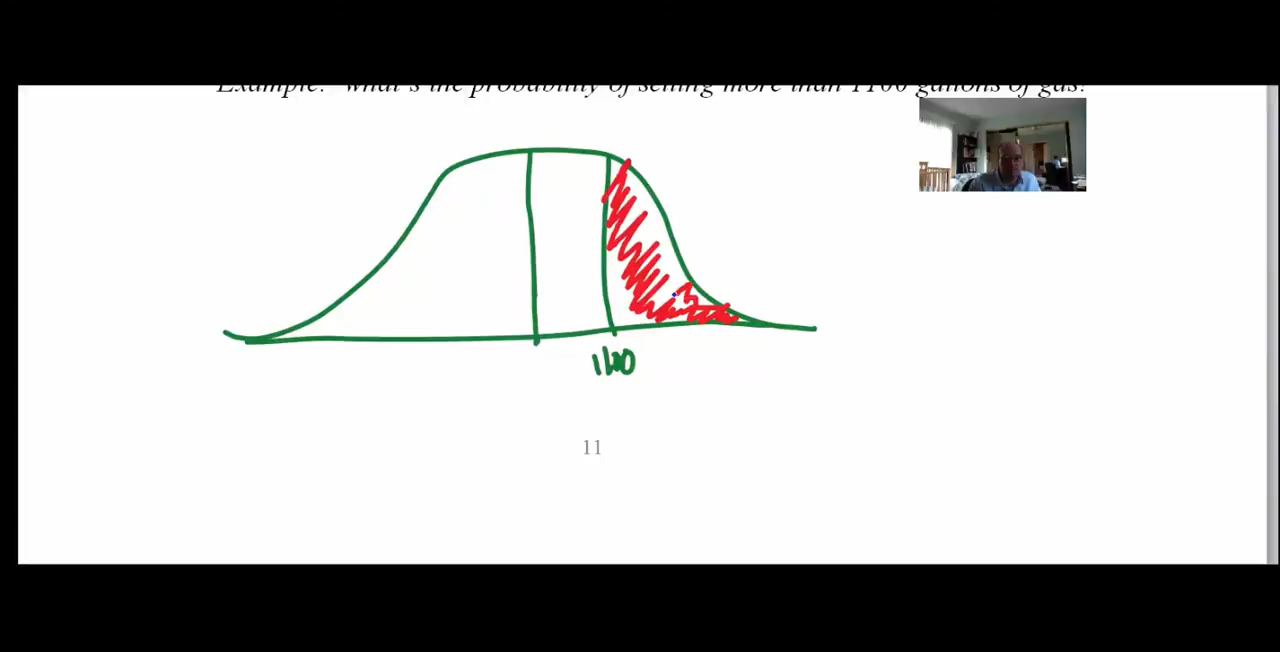 Example: what's the probability of selling more than 1100 gallons of gas?
1100
11